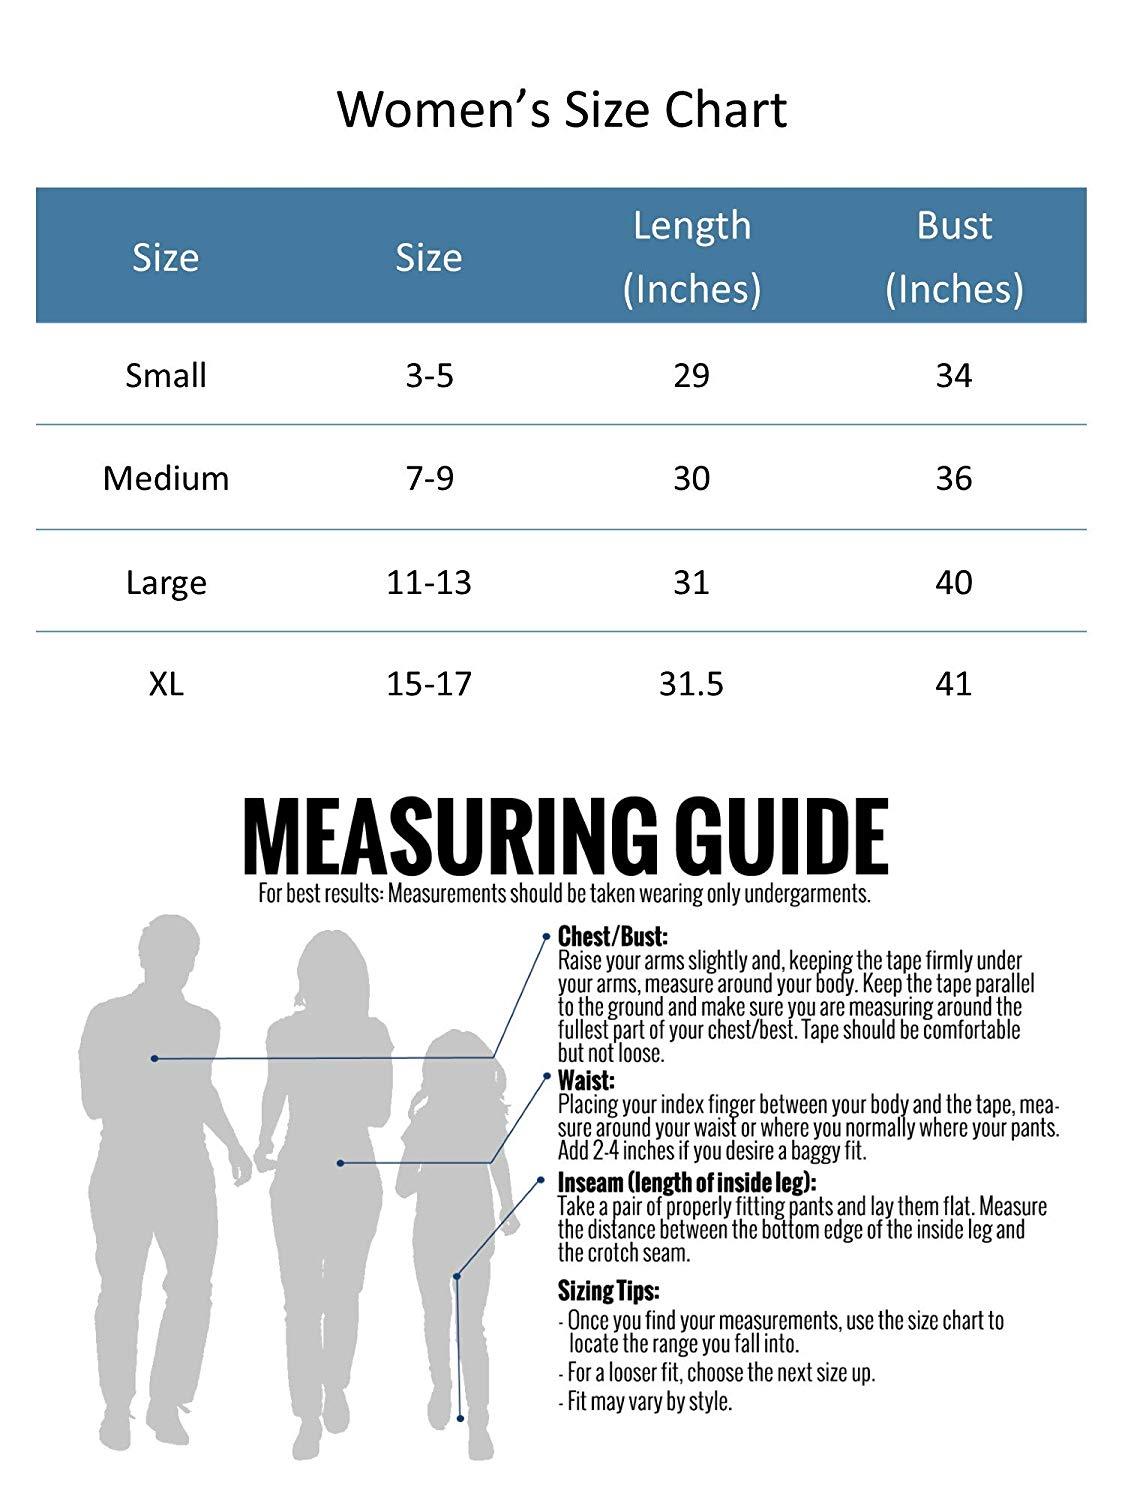 Women’s Size Chart
Size Size Length (Inches) Bust (Inches)
Small 3-5 29 34
Medium 7-9 30 36
Large 11-13 31 40
XL 15-17 31.5 41
MEASURING GUIDE
For best results: Measurements should be taken wearing only undergarments.
Chest/Bust:
Raise your arms slightly and, keeping the tape firmly under
your arms, measure around your body. Keep the tape parallel
to the ground and make sure you are measuring around the
fullest part of your chest/best. Tape should be comfortable
but not loose.
Waist:
Placing your index finger between your body and the tape, mea-
sure around your waist or where you normally where your pants.
Add 2-4 inches if you desire a baggy fit.
Inseam (length of inside leg):
Take a pair of properly fitting pants and lay them flat. Measure
the distance between the bottom edge of the inside leg and
the crotch seam.
Sizing Tips:
- Once you find your measurements, use the size chart to
locate the range you fall into.
- For a looser fit, choose the next size up.
- Fit may vary by style.